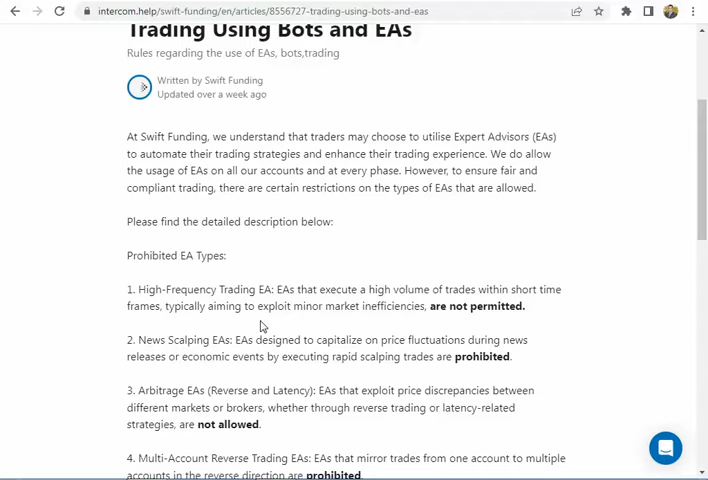 intercom.help/swift-funding/en/articles/8556727-trading-using-bots-and-eas
Trading Using Bots and EAs
Rules regarding the use of EAs, bots,trading
Written by Swift Funding
Updated over a week ago
At Swift Funding, we understand that traders may choose to utilise Expert Advisors (EAs)
to automate their trading strategies and enhance their trading experience. We do allow
the usage of EAs on all our accounts and at every phase. However, to ensure fair and
compliant trading, there are certain restrictions on the types of EAs that are allowed.
Please find the detailed description below:
Prohibited EA Types:
1. High-Frequency Trading EA: EAs that execute a high volume of trades within short time
frames, typically aiming to exploit minor market inefficiencies, are not permitted.
2. News Scalping EAs: EAs designed to capitalize on price fluctuations during news
releases or economic events by executing rapid scalping trades are prohibited.
3. Arbitrage EAs (Reverse and Latency): EAs that exploit price discrepancies between
different markets or brokers, whether through reverse trading or latency-related
strategies, are not allowed.
4. Multi-Account Reverse Trading EAs: EAs that mirror trades from one account to multiple
accounts in the reverse direction are prohibited.